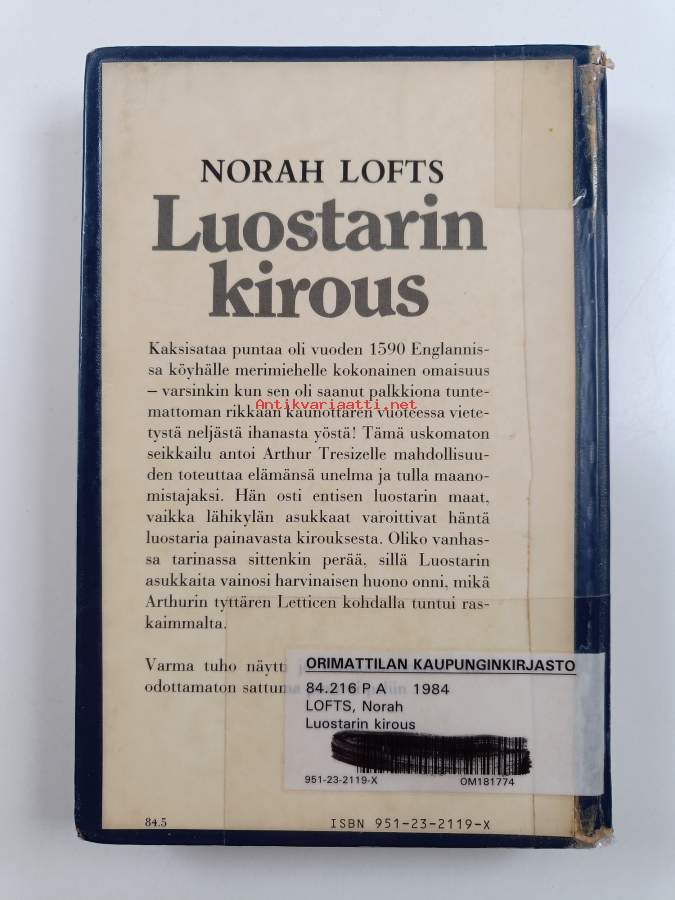 NORAH LOFTS
Luostarin
kirous
Kaksisataa puntaa oli vuoden 1590 Englannis-
sa köyhälle merimiehelle kokonainen omaisuus
– varsinkin kun sen oli saanut palkkiona tunte-
mattoman rikkaan kaunottaren vuoteessa viete-
Antikvariaatti.net
tystä neljästä ihanasta yöstä! Tämä uskomaton
seikkailu antoi Arthur Tresizelle mahdollisuu-
den toteuttaa elämänsä unelma ja tulla maano-
mistajaksi. Hän osti entisen luostarin maat,
vaikka lähikylän asukkaat varoittivat häntä
luostaria painavasta kirouksesta. Oliko vanhas-
sa tarinassa sittenkin perää, sillä Luostarin
asukkaita vainosi harvinaisen huono onni, mikä
Arthurin tyttären Letticen kohdalla tuntui ras-
kaimmalta.
Varma tuho näytti
odottamaton sattuma
ORIMATTILAN KAUPUNGINKIRJASTO
84.216 P A 1984
LOFTS, Norah
Luostarin kirous
951-23-2119-X OM181774
84.5 ISBN 951-23-2119-X